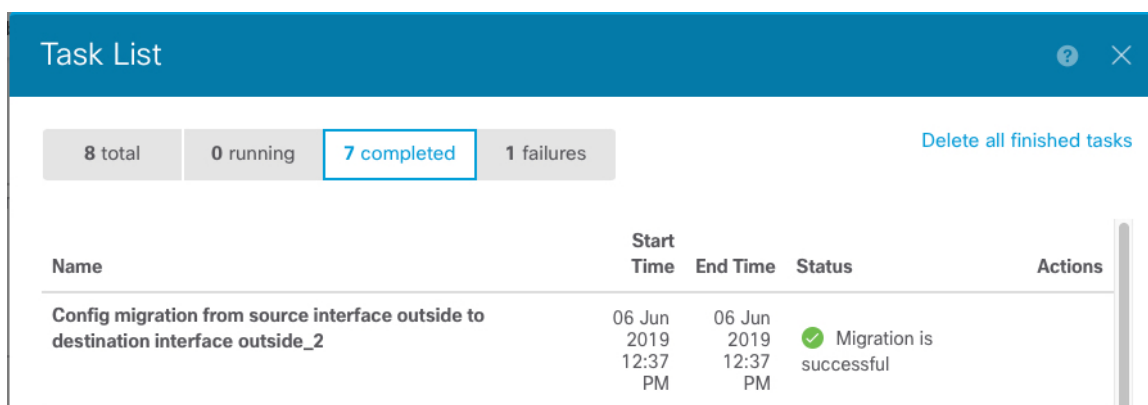 Task List
8 total
0 running
7 completed
1 failures
Delete all finished tasks
Name
Start
Time
End Time
Status
Actions
Config migration from source interface outside to
destination interface outside_2
06 Jun
2019
12:37
PM
06 Jun
2019
12:37
PM
Migration is
successful